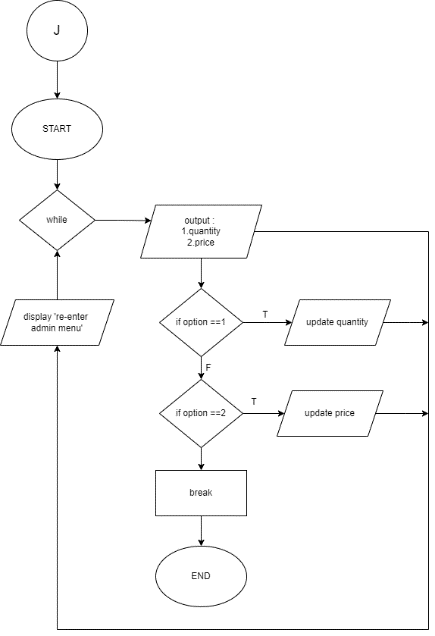 J
START
while
output :
1.quantity
2.price
display 're-enter
admin menu'
if option ==1
T
update quantity
F
if option ==2
T
update price
break
END